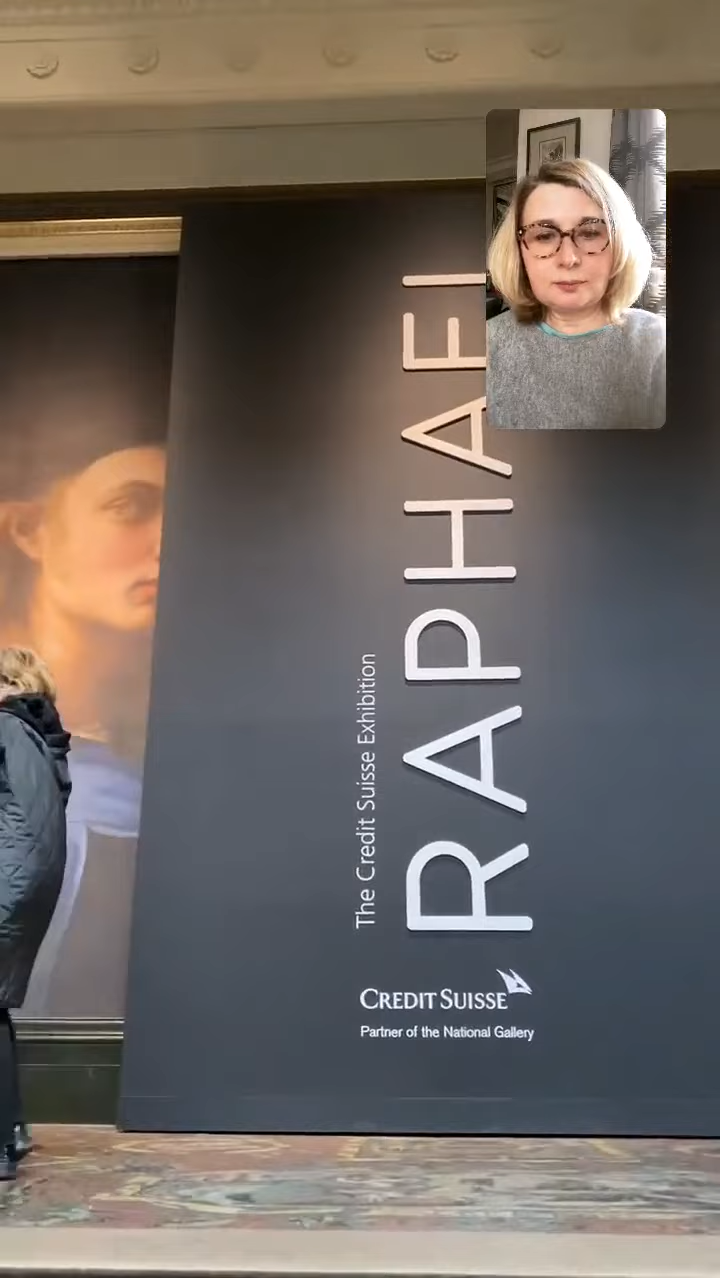 The Credit Suisse Exhibition
RAPHAEL
CREDIT SUISSE
Partner of the National Gallery